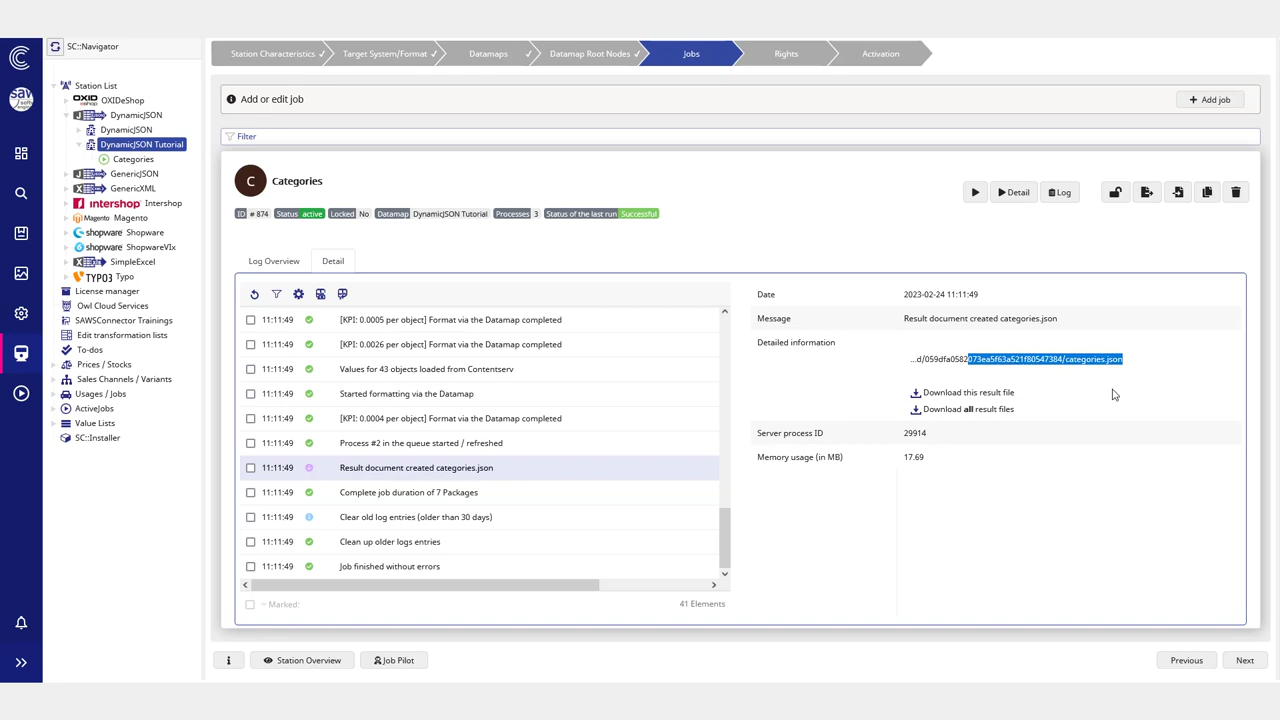 SC::Navigator
Station Characteristics
Target System/Format
Datamaps
Datamap Root Nodes
Jobs
Rights
Activation
Station List
OXID eshop OXIDeShop
DynamicJSON
DynamicJSON
DynamicJSON Tutorial
Categories
GenericJSON
GenericXML
intershop Intershop
Magento Magento
shopware Shopware
shopware ShopwareVIx
SimpleExcel
TYPO3 Typo
License manager
Owl Cloud Services
SAWSConnector Trainings
Edit transformation lists
To-dos
Prices / Stocks
Sales Channels / Variants
Usages / Jobs
ActiveJobs
Value Lists
SC::Installer
Add or edit job
Add job
Filter
C Categories
Detail
Log
ID # 874 Status active Locked No Datamap DynamicJSON Tutorial Processes 3 Status of the last run Successful
Log Overview
Detail
11:11:49 [KPI: 0.0005 per object] Format via the Datamap completed
11:11:49 [KPI: 0.0026 per object] Format via the Datamap completed
11:11:49 Values for 43 objects loaded from Contentserv
11:11:49 Started formatting via the Datamap
11:11:49 [KPI: 0.0004 per object] Format via the Datamap completed
11:11:49 Process #2 in the queue started / refreshed
11:11:49 Result document created categories.json
11:11:49 Complete job duration of 7 Packages
11:11:49 Clear old log entries (older than 30 days)
11:11:49 Clean up older logs entries
11:11:49 Job finished without errors
Marked:
41 Elements
Date 2023-02-24 11:11:49
Message Result document created categories.json
Detailed information
...d/059dfa0582073ea5f63a521f80547384/categories.json
Download this result file
Download all result files
Server process ID 29914
Memory usage (in MB) 17.69
Station Overview
Job Pilot
Previous
Next